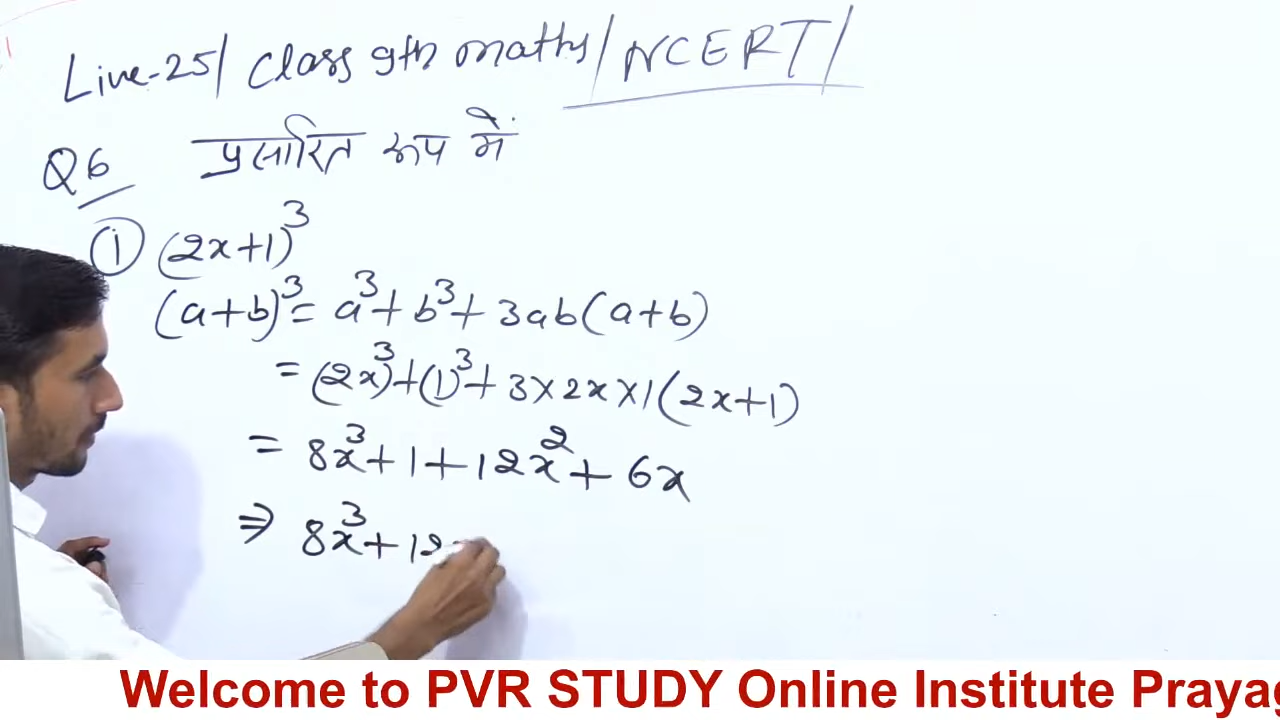 Live-25/ Class 9th maths/NCERT/
Q6 प्रसारित रूप में
① (2x+1)³
(a+b)³= a³+b³+3ab(a+b)
= (2x)³+(1)³+3×2x×1(2x+1)
= 8x³+1+12x²+6x
⇒ 8x³+12
Welcome to PVR STUDY Online Institute